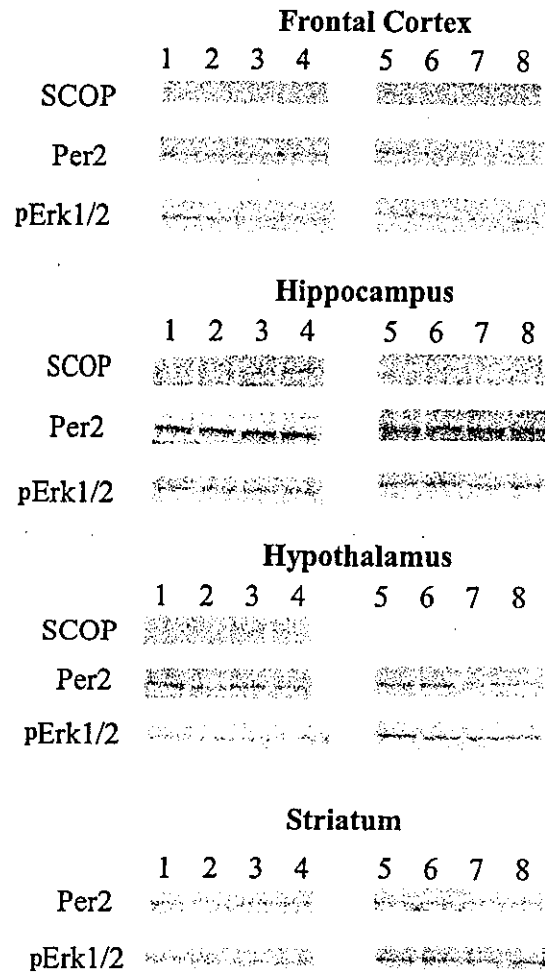 Frontal Cortex
1 2 3 4 5 6 7 8
SCOP
Per2
pErk1/2
Hippocampus
1 2 3 4 5 6 7 8
SCOP
Per2
pErk1/2
Hypothalamus
1 2 3 4 5 6 7 8
SCOP
Per2
pErk1/2
Striatum
1 2 3 4 5 6 7 8
Per2
pErk1/2